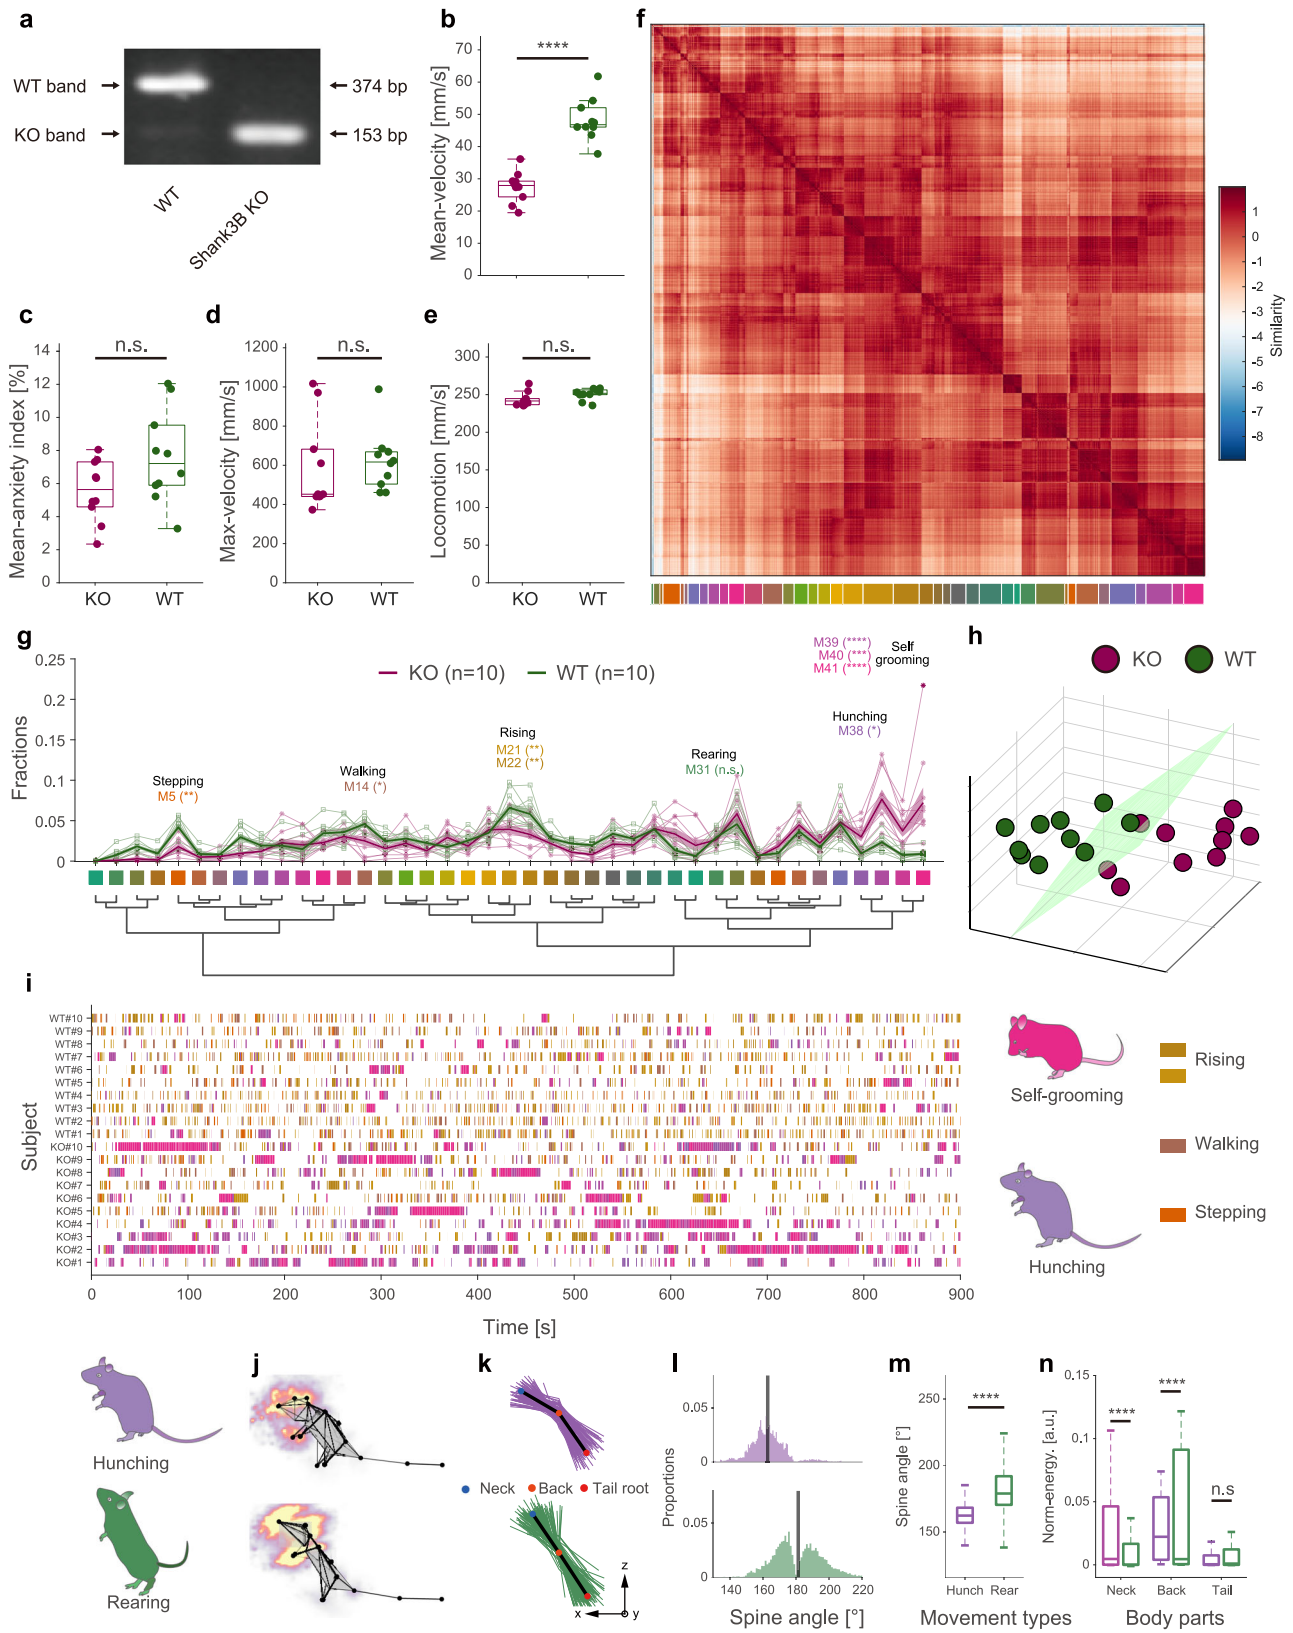 a
WT band
KO band
374 bp
153 bp
WT
Shank3B KO
b
Mean-velocity [mm/s]
70
60
50
40
30
20
10
0
****
c
Mean-anxiety index [%]
14
12
10
8
6
4
2
0
n.s.
KO
WT
d
Max-velocity [mm/s]
1200
1000
800
600
400
200
0
n.s.
KO
WT
e
Locomotion [mm/s]
300
250
200
150
100
50
0
n.s.
KO
WT
f
1
0
-1
-2
-3
-4
-5
-6
-7
-8
Similarity
g
Fractions
0.25
0.2
0.15
0.1
0.05
0
KO (n=10)
WT (n=10)
Stepping
M5 (**)
Walking
M14 (*)
Rising
M21 (**)
M22 (**)
Rearing
M31 (n.s.)
Hunching
M38 (*)
M39 (****)
M40 (***)
M41 (****)
Self
grooming
h
KO
WT
i
Subject
WT#10
WT#9
WT#8
WT#7
WT#6
WT#5
WT#4
WT#3
WT#2
WT#1
KO#10
KO#9
KO#8
KO#7
KO#6
KO#5
KO#4
KO#3
KO#2
KO#1
0
100
200
300
400
500
600
700
800
900
Time [s]
Self-grooming
Hunching
Rising
Walking
Stepping
Hunching
Rearing
j
k
Neck
Back
Tail root
z
x
y
l
Proportions
0.05
0
0.05
0
140
160
180
200
220
Spine angle [°]
m
Spine angle [°]
250
200
150
****
Hunch
Rear
Movement types
n
Norm-energy. [a.u.]
0.15
0.1
0.05
0
****
****
n.s
Neck
Back
Tail
Body parts